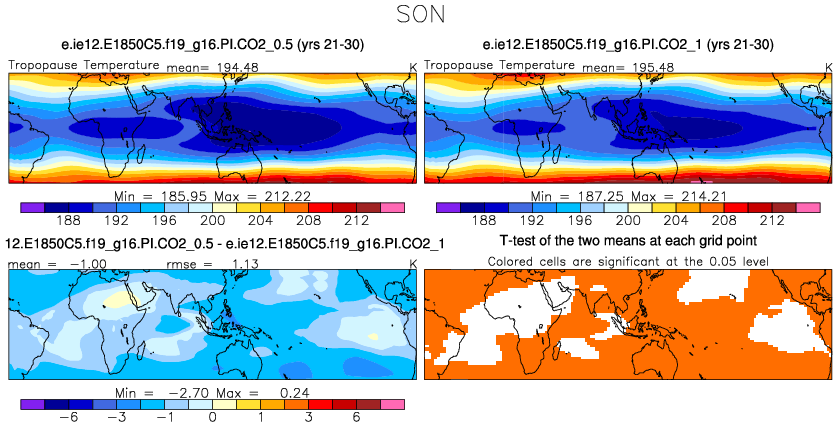 SON
e.ie12.E1850C5.f19_g16.PI.CO2_0.5 (yrs 21-30)
Tropopause Temperature mean= 194.48 K
Min = 185.95 Max = 212.22
188 192 196 200 204 208 212
e.ie12.E1850C5.f19_g16.PI.CO2_1 (yrs 21-30)
Tropopause Temperature mean= 195.48 K
Min = 187.25 Max = 214.21
188 192 196 200 204 208 212
12.E1850C5.f19_g16.PI.CO2_0.5 - e.ie12.E1850C5.f19_g16.PI.CO2_1
mean = -1.00 rmse = 1.13 K
Min = -2.70 Max = 0.24
-6 -3 -1 0 1 3 6
T-test of the two means at each grid point
Colored cells are significant at the 0.05 level